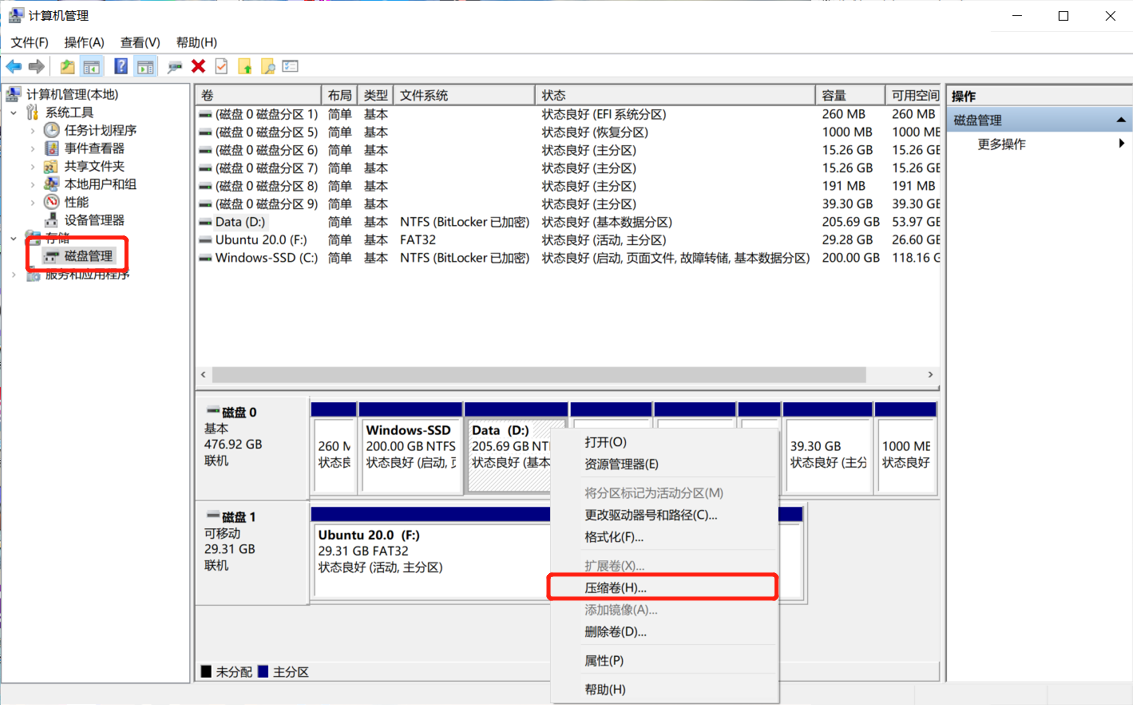 计算机管理
文件(F) 操作(A) 查看(V) 帮助(H)
计算机管理(本地)
系统工具
任务计划程序
事件查看器
共享文件夹
本地用户和组
性能
设备管理器
存储
磁盘管理
服务和应用程序
卷 布局 类型 文件系统 状态 容量 可用空间
(磁盘 0 磁盘分区 1) 简单 基本 状态良好 (EFI 系统分区) 260 MB 260 MB
(磁盘 0 磁盘分区 5) 简单 基本 状态良好 (恢复分区) 1000 MB 1000 ME
(磁盘 0 磁盘分区 6) 简单 基本 状态良好 (主分区) 15.26 GB 15.26 GE
(磁盘 0 磁盘分区 7) 简单 基本 状态良好 (主分区) 15.26 GB 15.26 GE
(磁盘 0 磁盘分区 8) 简单 基本 状态良好 (主分区) 191 MB 191 MB
(磁盘 0 磁盘分区 9) 简单 基本 状态良好 (主分区) 39.30 GB 39.30 GE
Data (D:) 简单 基本 NTFS (BitLocker 已加密) 状态良好 (基本数据分区) 205.69 GB 53.97 GE
Ubuntu 20.0 (F:) 简单 基本 FAT32 状态良好 (活动, 主分区) 29.28 GB 26.60 GE
Windows-SSD (C:) 简单 基本 NTFS (BitLocker 已加密) 状态良好 (启动, 页面文件, 故障转储, 基本数据分区) 200.00 GB 118.16 G
操作
磁盘管理
更多操作
磁盘 0
基本
476.92 GB
联机
260 M
状态良
Windows-SSD
200.00 GB NTFS
状态良好 (启动, 页
Data (D:)
205.69 GB NT
状态良好 (基本
39.30 GB
状态良好 (主分
1000 MB
状态良好
磁盘 1
可移动
29.31 GB
联机
Ubuntu 20.0 (F:)
29.31 GB FAT32
状态良好 (活动, 主分区)
打开(O)
资源管理器(E)
将分区标记为活动分区(M)
更改驱动器号和路径(C)...
格式化(F)...
扩展卷(X)...
压缩卷(H)...
添加镜像(A)...
删除卷(D)...
属性(P)
帮助(H)
未分配 主分区